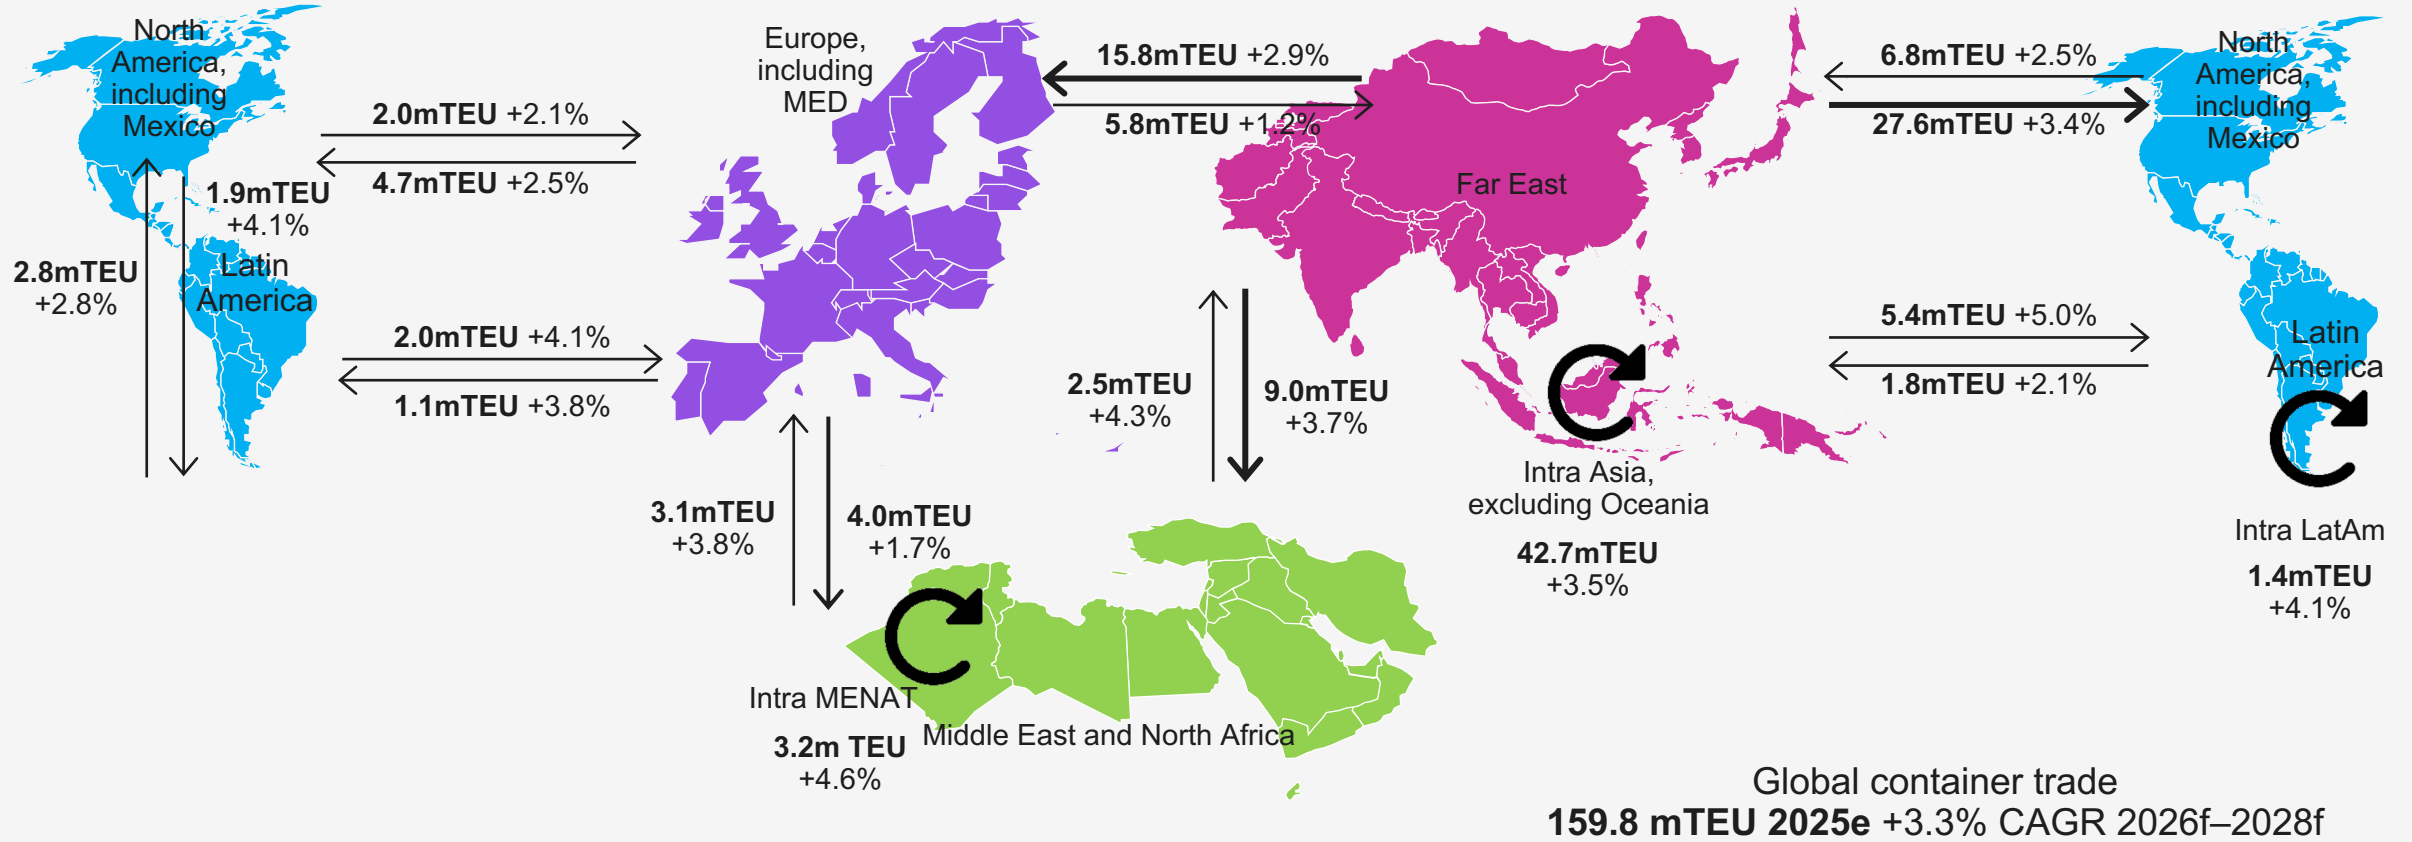 North
America,
including
Mexico
2.0mTEU +2.1%
4.7mTEU +2.5%
1.9mTEU
+4.1%
2.8mTEU
+2.8%
Latin
America
2.0mTEU +4.1%
1.1mTEU +3.8%
Europe,
including
MED
15.8mTEU +2.9%
5.8mTEU +1.2%
Far East
6.8mTEU +2.5%
27.6mTEU +3.4%
North
America,
including
Mexico
5.4mTEU +5.0%
1.8mTEU +2.1%
Latin
America
2.5mTEU
+4.3%
9.0mTEU
+3.7%
3.1mTEU
+3.8%
4.0mTEU
+1.7%
Intra Asia,
excluding Oceania
42.7mTEU
+3.5%
Intra LatAm
1.4mTEU
+4.1%
Intra MENAT
3.2m TEU
+4.6%
Middle East and North Africa
Global container trade
159.8 mTEU 2025e +3.3% CAGR 2026f–2028f